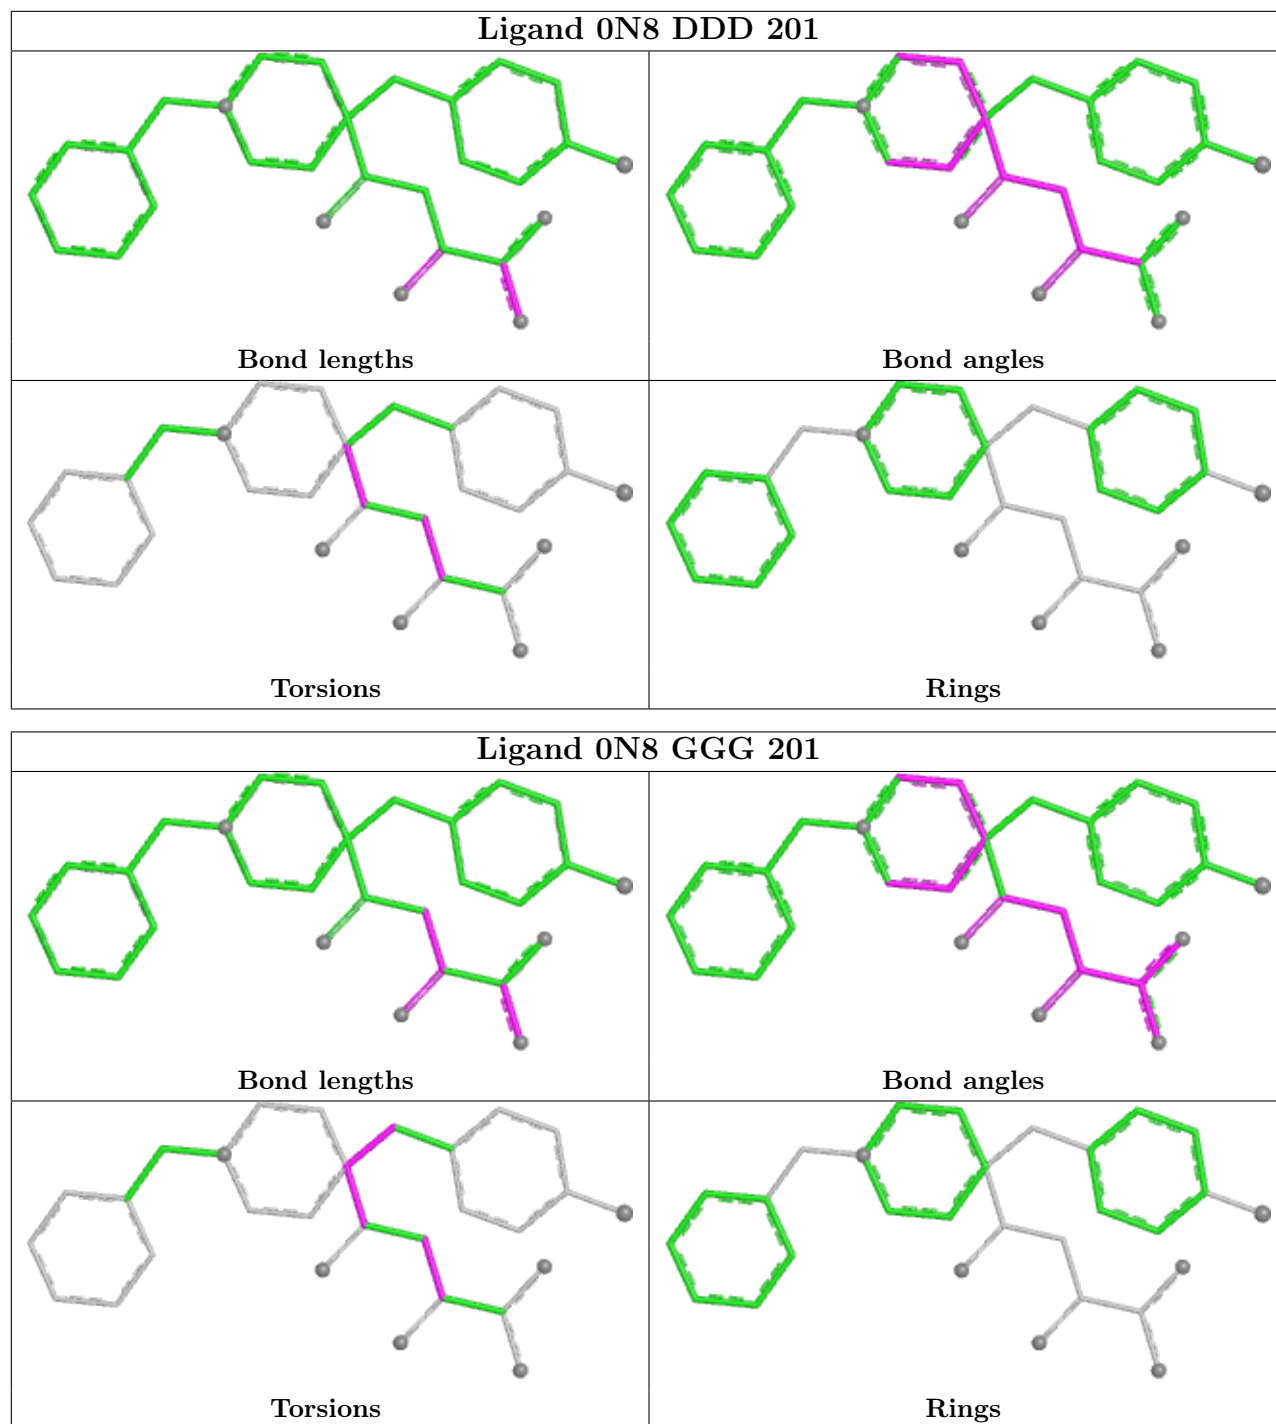 Ligand 0N8 DDD 201
Bond lengths
Bond angles
Torsions
Rings
Ligand 0N8 GGG 201
Bond lengths
Bond angles
Torsions
Rings